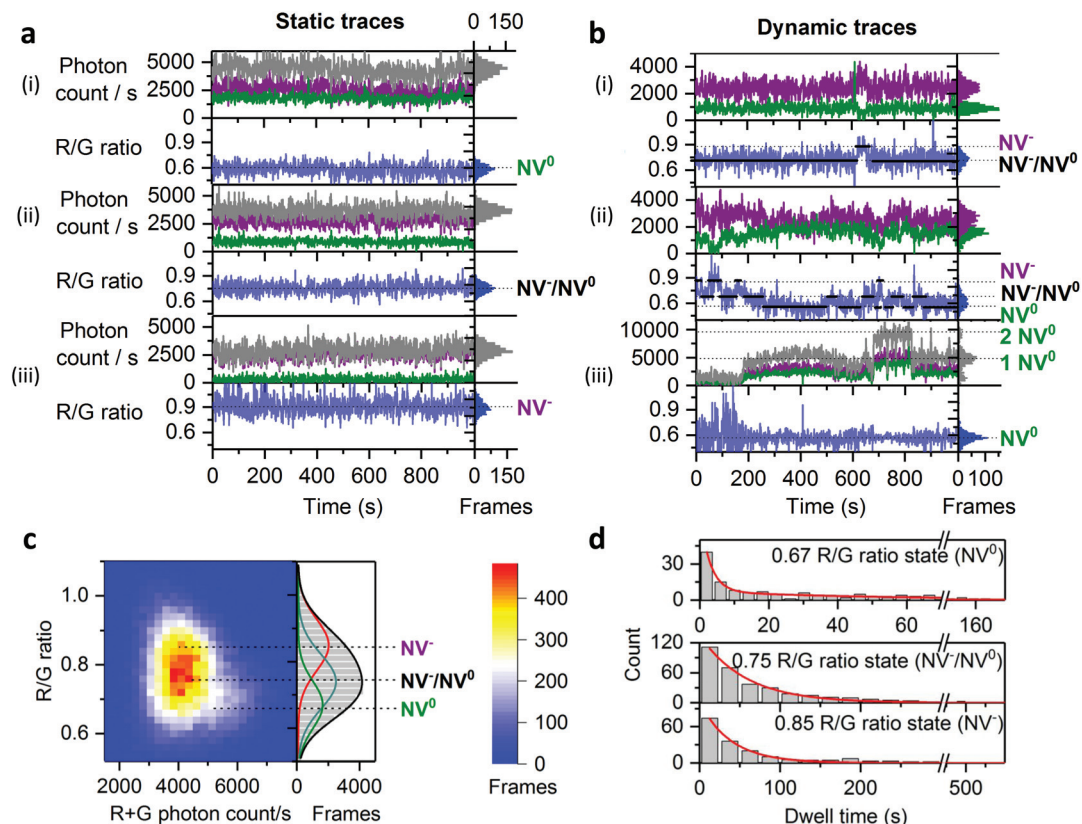 a
Static traces
0 150
(i)
Photon
count / s
5000
2500
0
0 200 400 600 800
R/G ratio
0.9
0.6
NV⁰
(ii)
Photon
count / s
5000
2500
0
R/G ratio
0.9
0.6
NV⁻/NV⁰
(iii)
Photon
count / s
5000
2500
0
R/G ratio
0.9
0.6
NV⁻
0 200 400 600 800 0 150
Time (s) Frames
b
Dynamic traces
(i)
4000
2000
0
0.9
0.6
NV⁻
NV⁻/NV⁰
(ii)
4000
2000
0
0.9
0.6
NV⁻
NV⁻/NV⁰
NV⁰
(iii)
10000
5000
0
2 NV⁰
1 NV⁰
0.9
0.6
NV⁰
0 200 400 600 800 0 100
Time (s) Frames
c
R/G ratio
1.0
0.8
0.6
NV⁻
NV⁻/NV⁰
NV⁰
2000 4000 6000 0 4000
R+G photon count/s Frames
400
300
200
100
0
Frames
d
Count
30
0
0.67 R/G ratio state (NV⁰)
0 20 40 60 160
120
60
0
0.75 R/G ratio state (NV⁻/NV⁰)
60
0
0.85 R/G ratio state (NV⁻)
0 100 200 500
Dwell time (s)